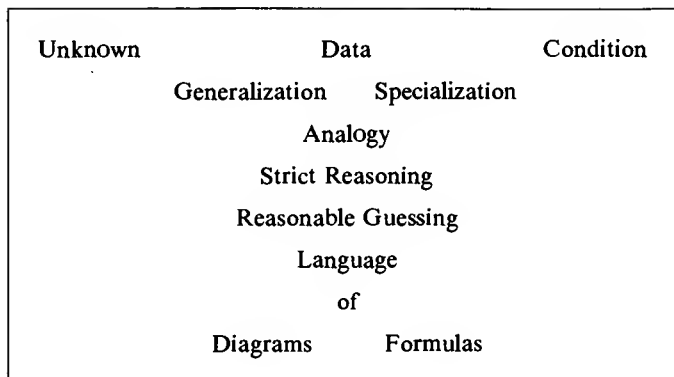 Unknown Data Condition
Generalization Specialization
Analogy
Strict Reasoning
Reasonable Guessing
Language
of
Diagrams Formulas